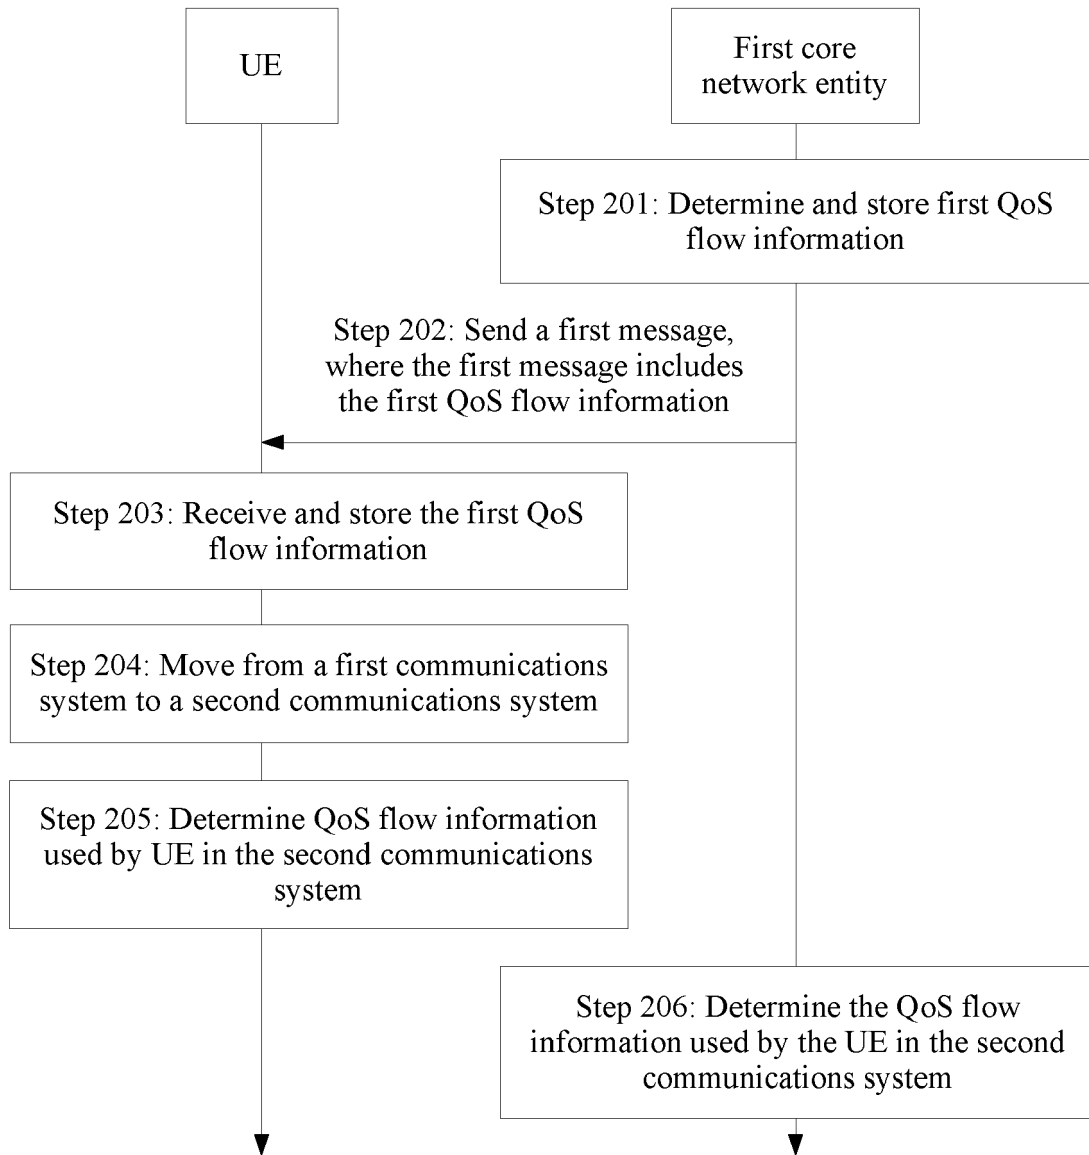 UE
First core
network entity
Step 201: Determine and store first QoS
flow information
Step 202: Send a first message,
where the first message includes
the first QoS flow information
Step 203: Receive and store the first QoS
flow information
Step 204: Move from a first communications
system to a second communications system
Step 205: Determine QoS flow information
used by UE in the second communications
system
Step 206: Determine the QoS flow
information used by the UE in the second
communications system